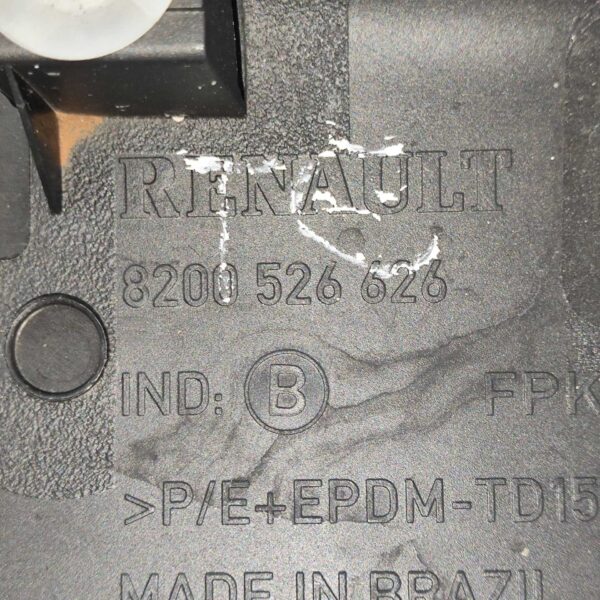 RENAULT
8200 526 626
IND: B FPK
>P/E+EPDM-TD15
MADE IN BRAZIL